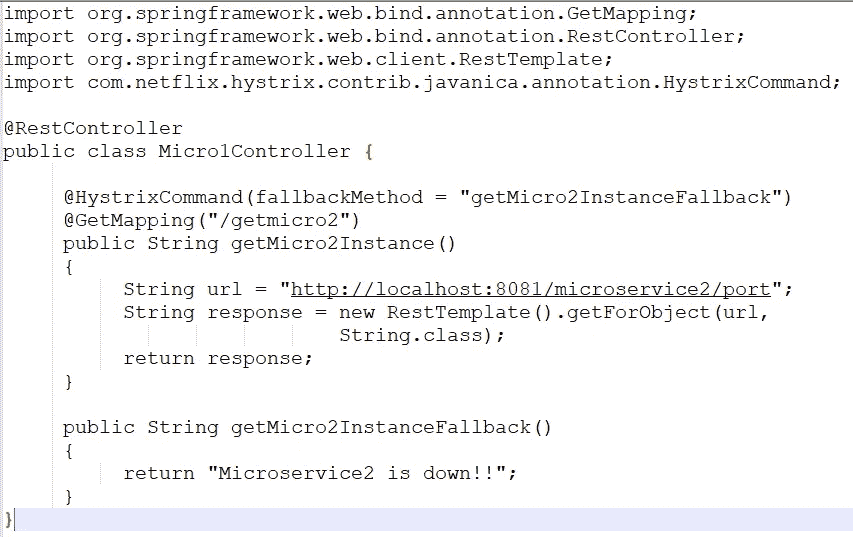 import org.springframework.web.bind.annotation.GetMapping;
import org.springframework.web.bind.annotation.RestController;
import org.springframework.web.client.RestTemplate;
import com.netflix.hystrix.contrib.javanica.annotation.HystrixCommand;

@RestController
public class Micro1Controller {

     @HystrixCommand(fallbackMethod = "getMicro2InstanceFallback")
     @GetMapping("/getmicro2")
     public String getMicro2Instance()
     {
          String url = "http://localhost:8081/microservice2/port";
          String response = new RestTemplate().getForObject(url,
                            String.class);
          return response;
     }

     public String getMicro2InstanceFallback()
     {
          return "Microservice2 is down!!";
     }
}